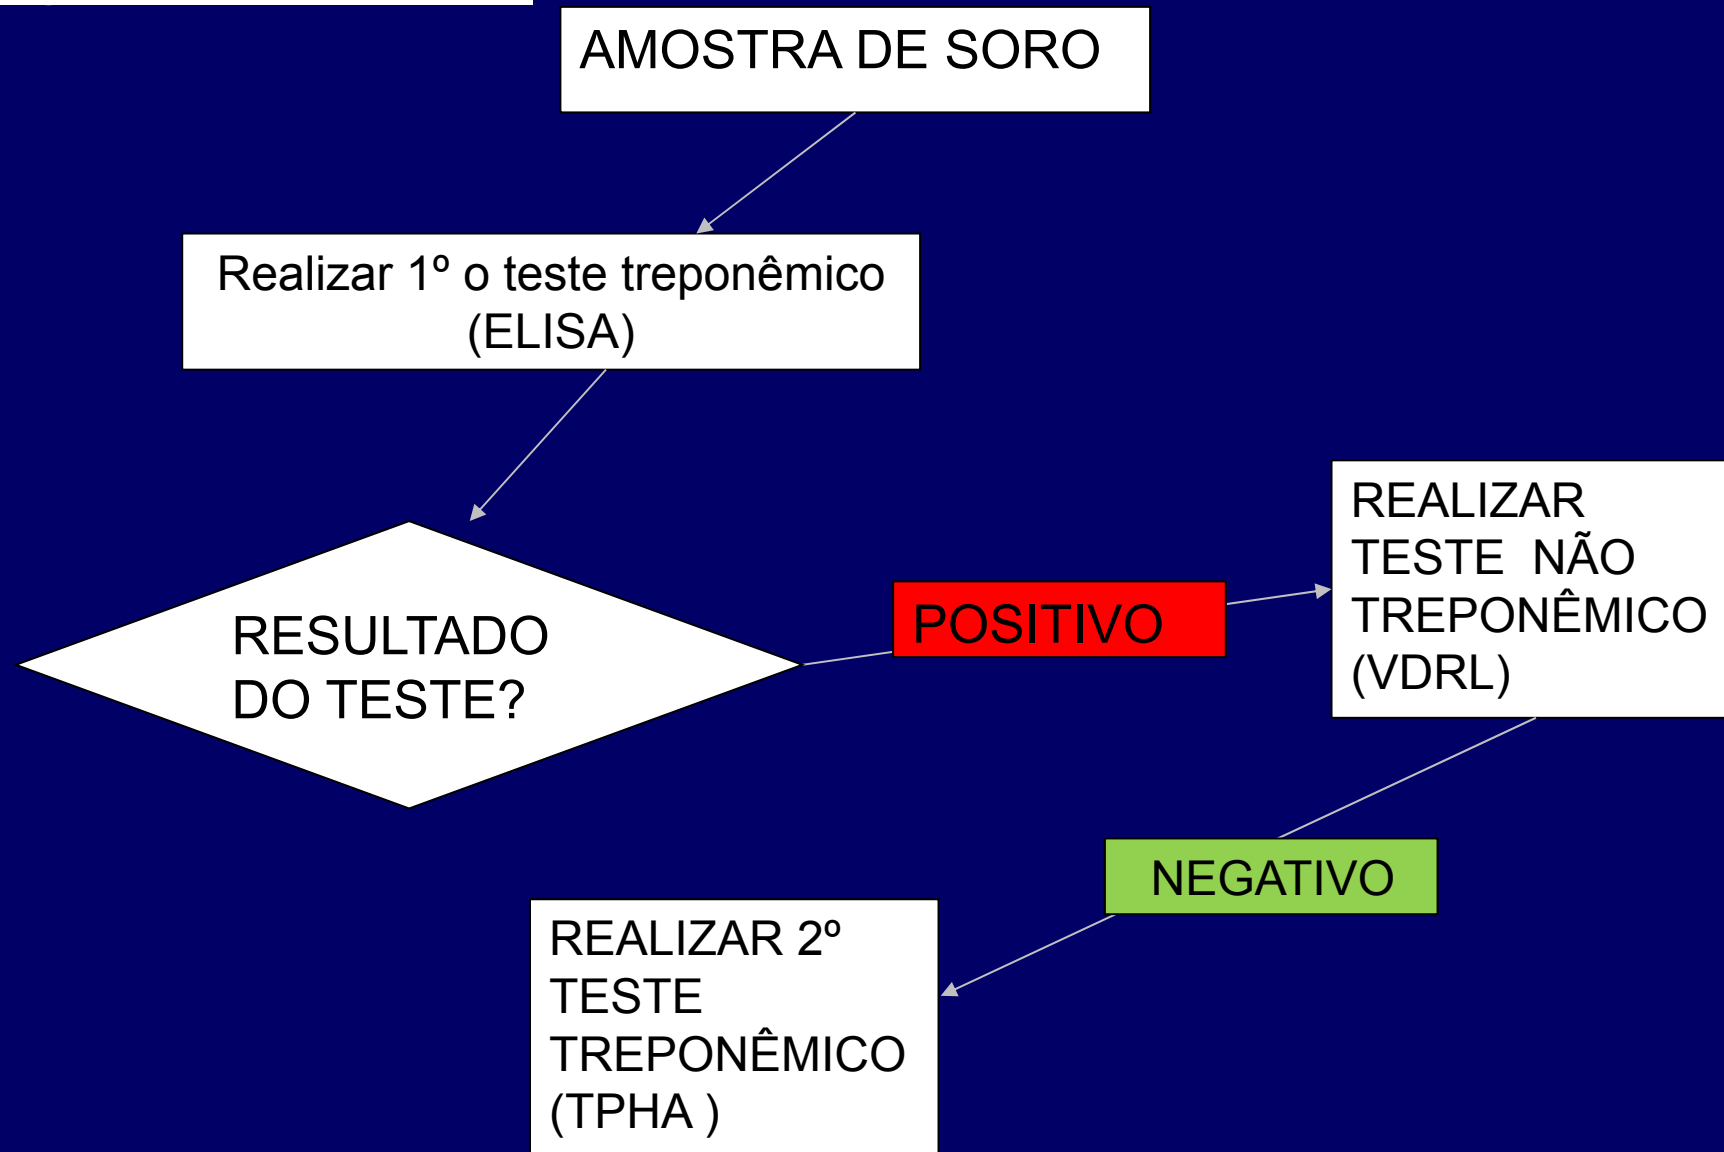 AMOSTRA DE SORO
Realizar 1º o teste treponêmico
(ELISA)
RESULTADO
DO TESTE?
POSITIVO
REALIZAR
TESTE NÃO
TREPONÊMICO
(VDRL)
NEGATIVO
REALIZAR 2º
TESTE
TREPONÊMICO
(TPHA )